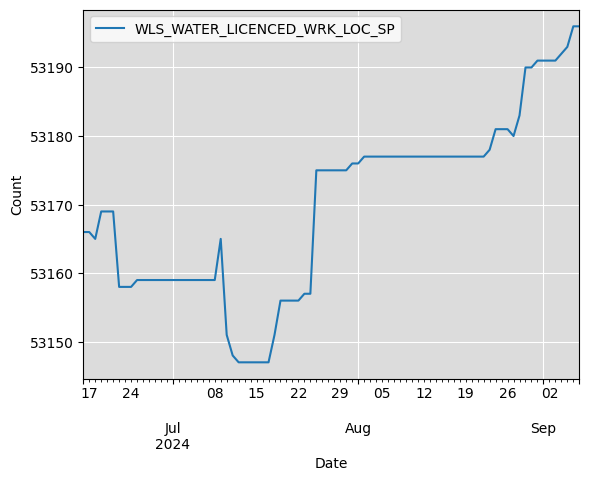 WLS_WATER_LICENCED_WRK_LOC_SP
53190
53180
53170
53160
53150
Count
17 24 08 15 22 29 05 12 19 26 02
Jul Aug Sep
2024
Date